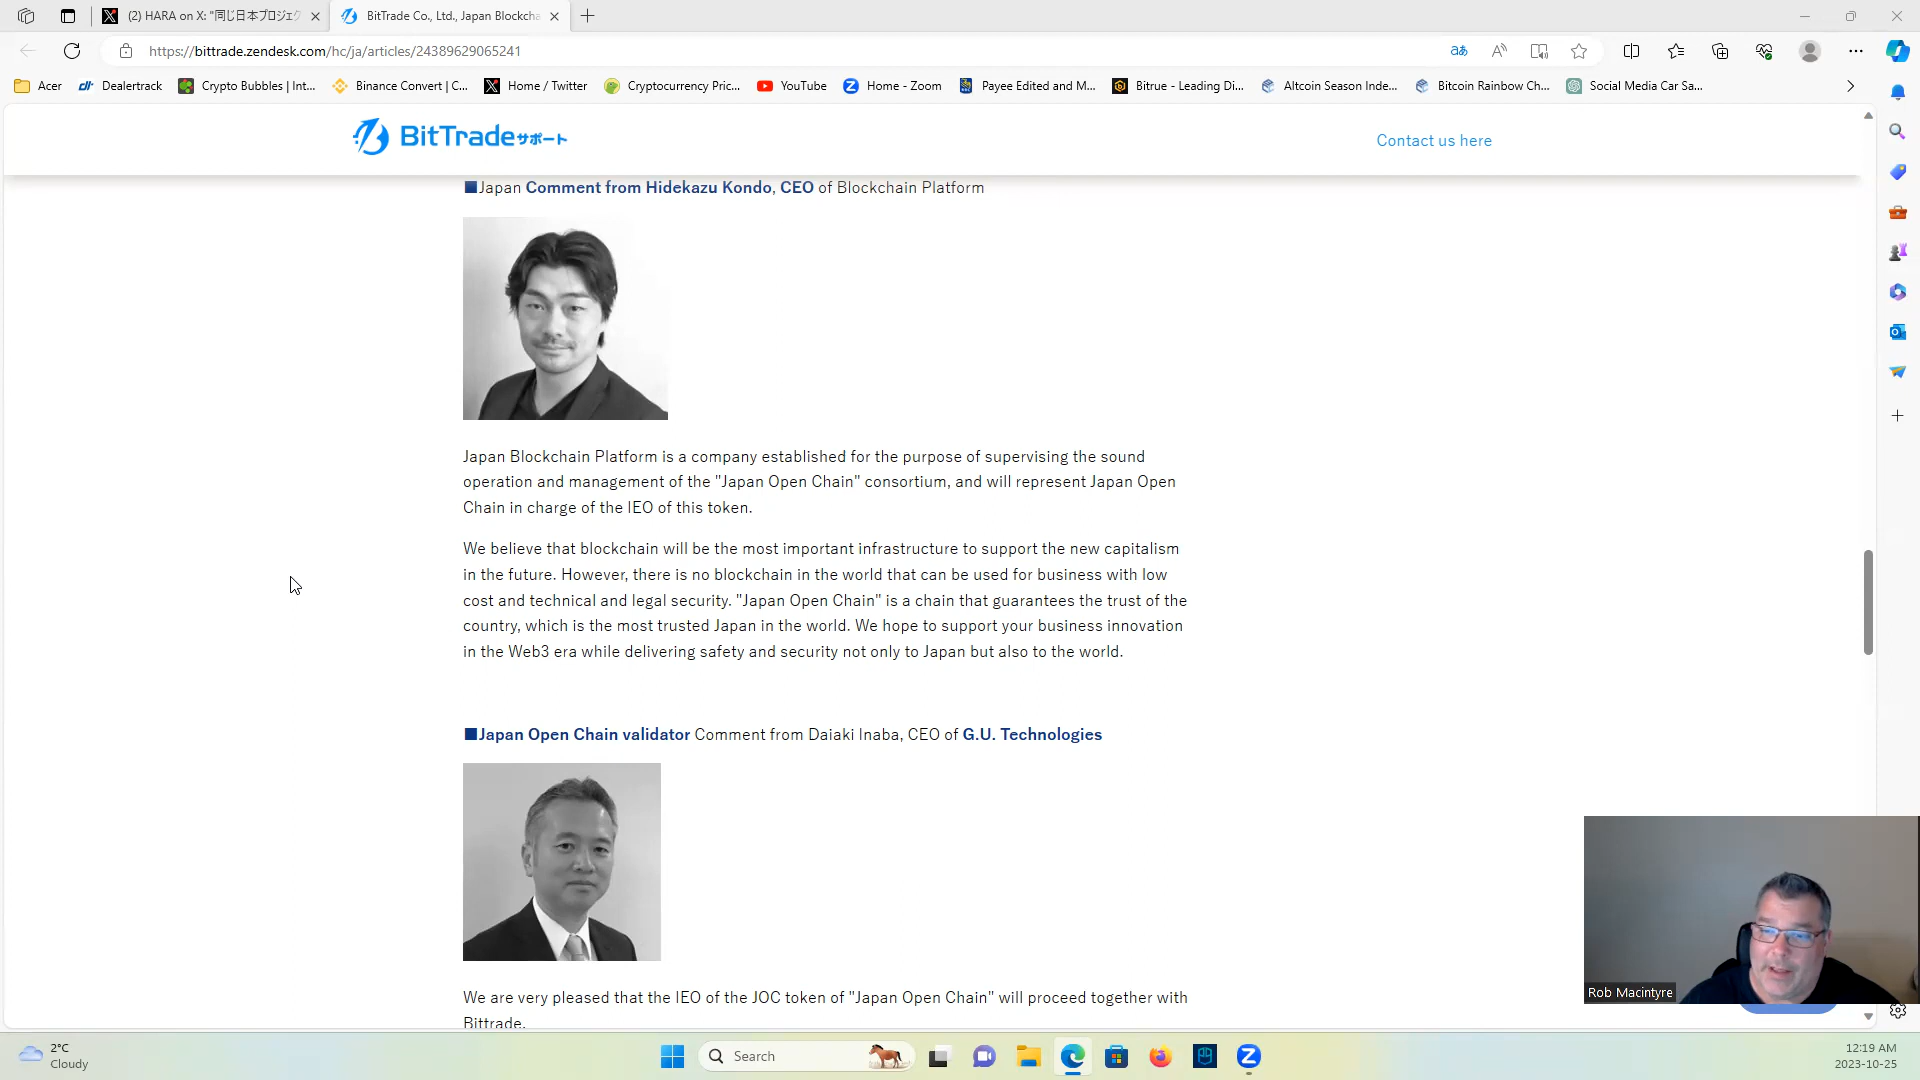 (2) HARA on X: "同じ日本プロジェク
BitTrade Co., Ltd., Japan Blockcha
https://bittrade.zendesk.com/hc/ja/articles/24389629065241
Acer
Dealertrack
Crypto Bubbles | Int...
Binance Convert | C...
Home / Twitter
Cryptocurrency Pric...
YouTube
Home - Zoom
Payee Edited and M...
Bitrue - Leading Di...
Altcoin Season Inde...
Bitcoin Rainbow Ch...
Social Media Car Sa...
BitTradeサポート
Contact us here
■Japan Comment from Hidekazu Kondo, CEO of Blockchain Platform
Japan Blockchain Platform is a company established for the purpose of supervising the sound
operation and management of the "Japan Open Chain" consortium, and will represent Japan Open
Chain in charge of the IEO of this token.
We believe that blockchain will be the most important infrastructure to support the new capitalism
in the future. However, there is no blockchain in the world that can be used for business with low
cost and technical and legal security. "Japan Open Chain" is a chain that guarantees the trust of the
country, which is the most trusted Japan in the world. We hope to support your business innovation
in the Web3 era while delivering safety and security not only to Japan but also to the world.
■Japan Open Chain validator Comment from Daiaki Inaba, CEO of G.U. Technologies
We are very pleased that the IEO of the JOC token of "Japan Open Chain" will proceed together with
Bittrade.
Rob Macintyre
2°C
Cloudy
Search
12:19 AM
2023-10-25